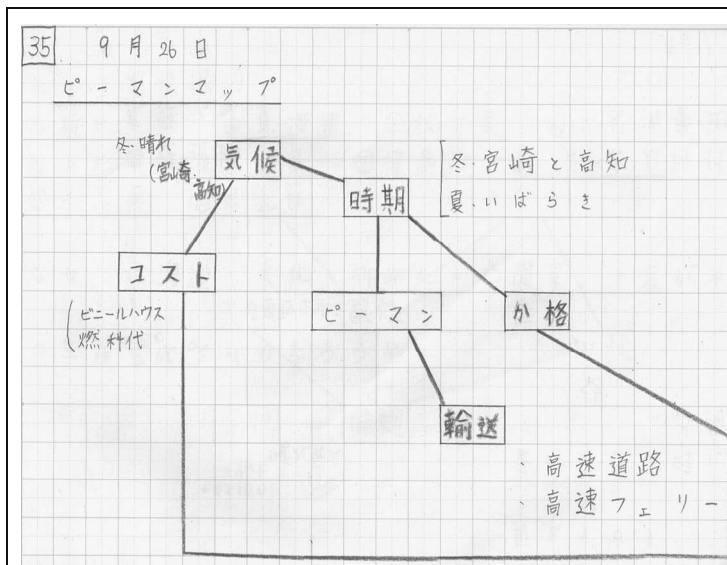 35 9月26日
ピーマンマップ
冬・晴れ
(宮崎・高知)
気候
時期
冬・宮崎と高知
夏・いばらき
コスト
ビニールハウス
燃料代
ピーマン
か格
輸送
・高速道路
・高速フェリー